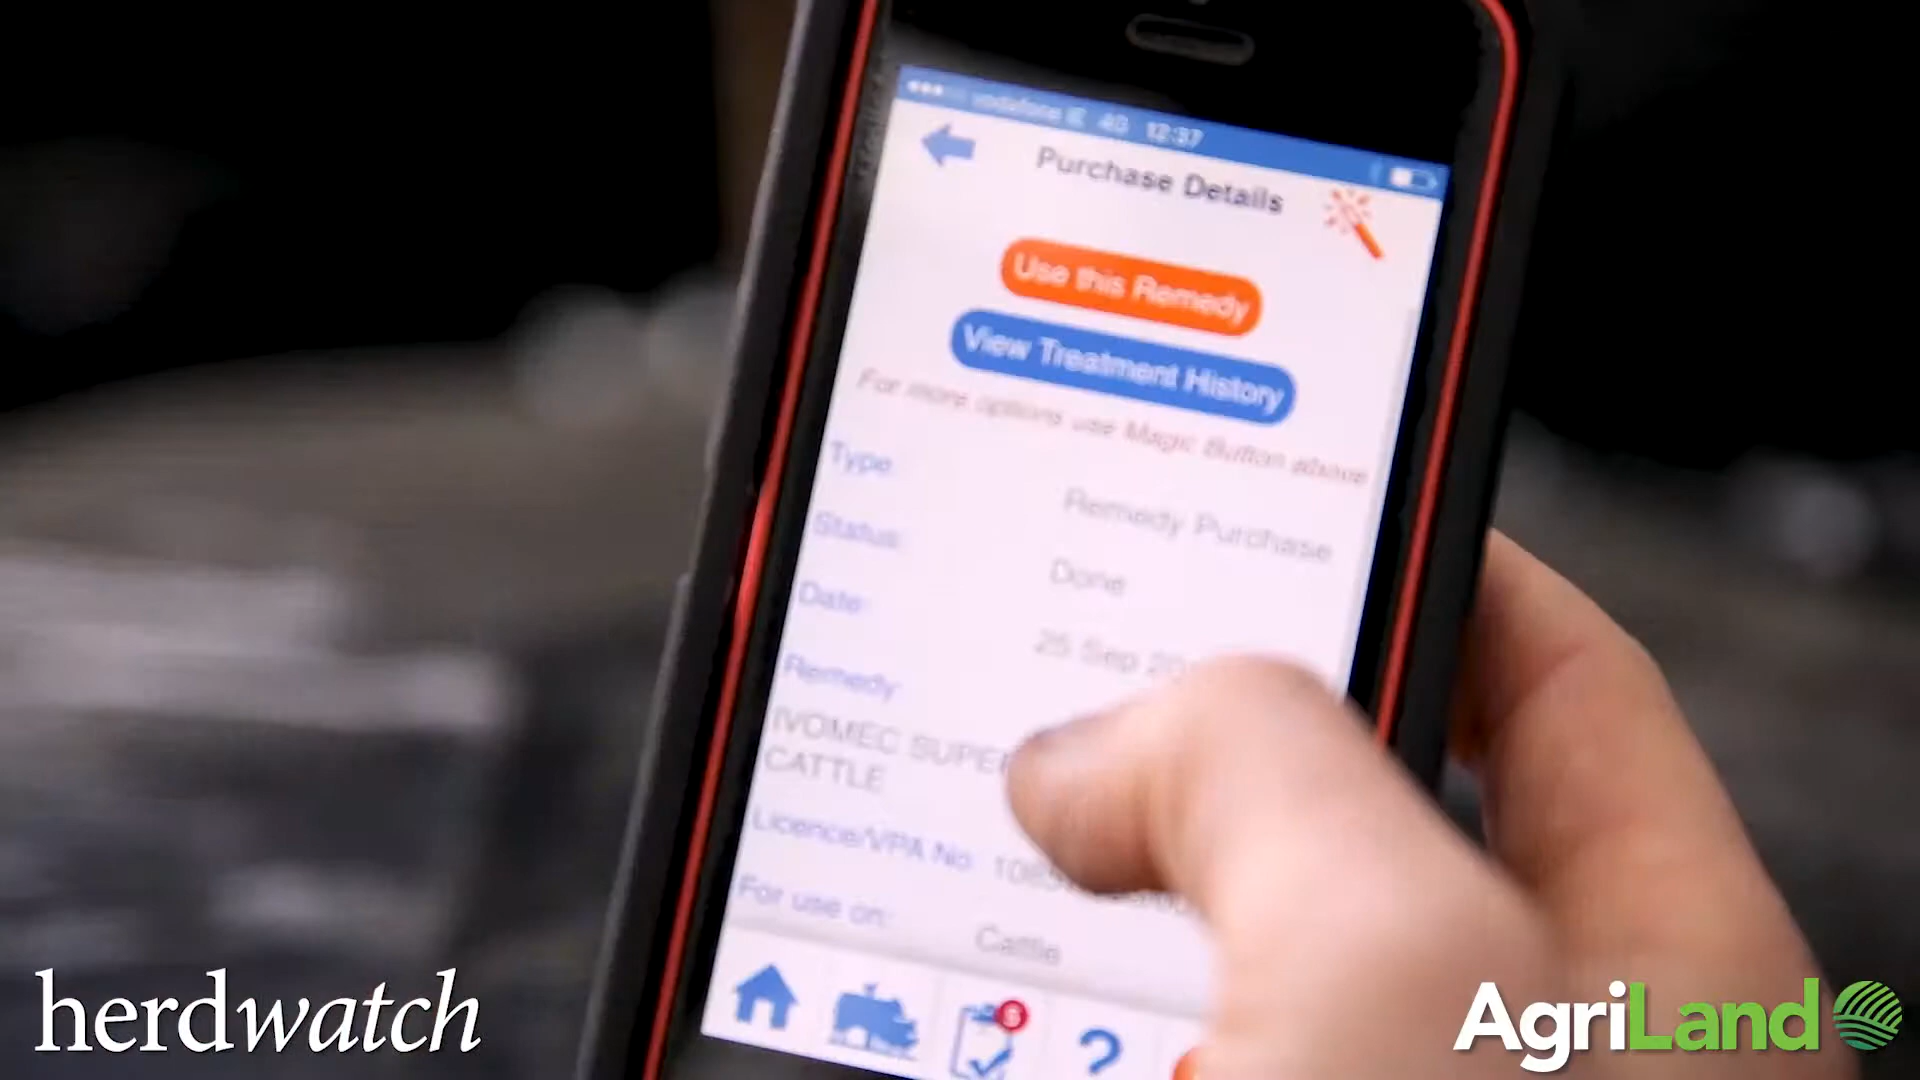 vodafone IE 4G 12:37
Purchase Details
Use this Remedy
View Treatment History
For more options use Magic Button above
Type:
Remedy Purchase
Status:
Done
Date:
25 Sep
Remedy:
IVOMEC SUPER
CATTLE
Licence/VPA No
For use on:
Cattle
?
herdwatch
AgriLand